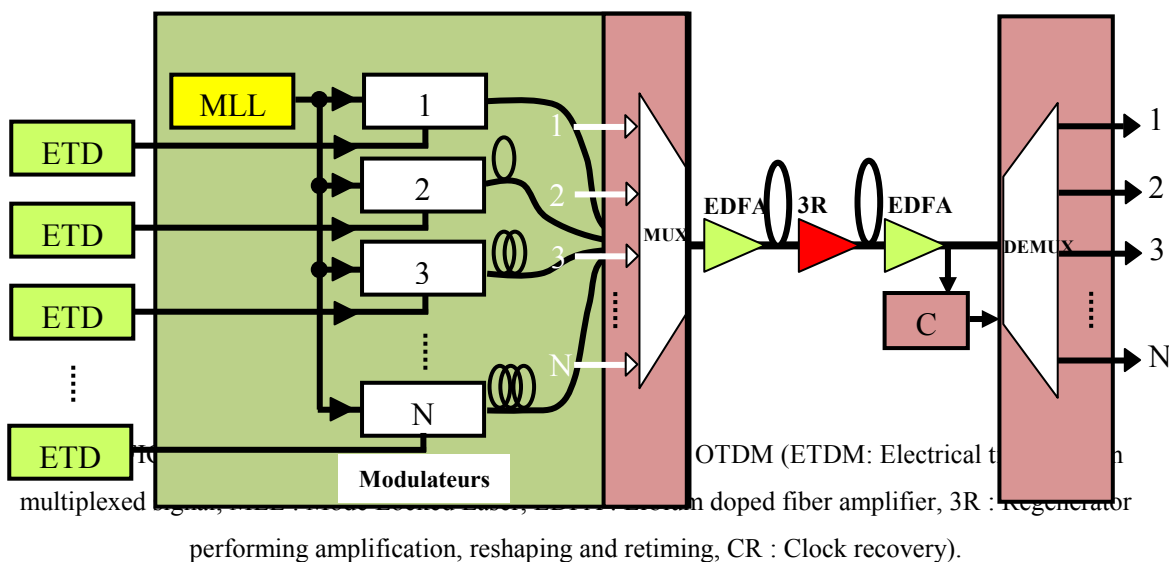 MLL
1
1
1
ETD
2
2
2
ETD
EDFA
3R
EDFA
MUX
DEMUX
3
3
3
ETD
C
N
N
N
ETD
Modulateurs
OTDM (ETDM: Electrical
multiplexed doped fiber amplifier, 3R :
performing amplification, reshaping and retiming, CR : Clock recovery).